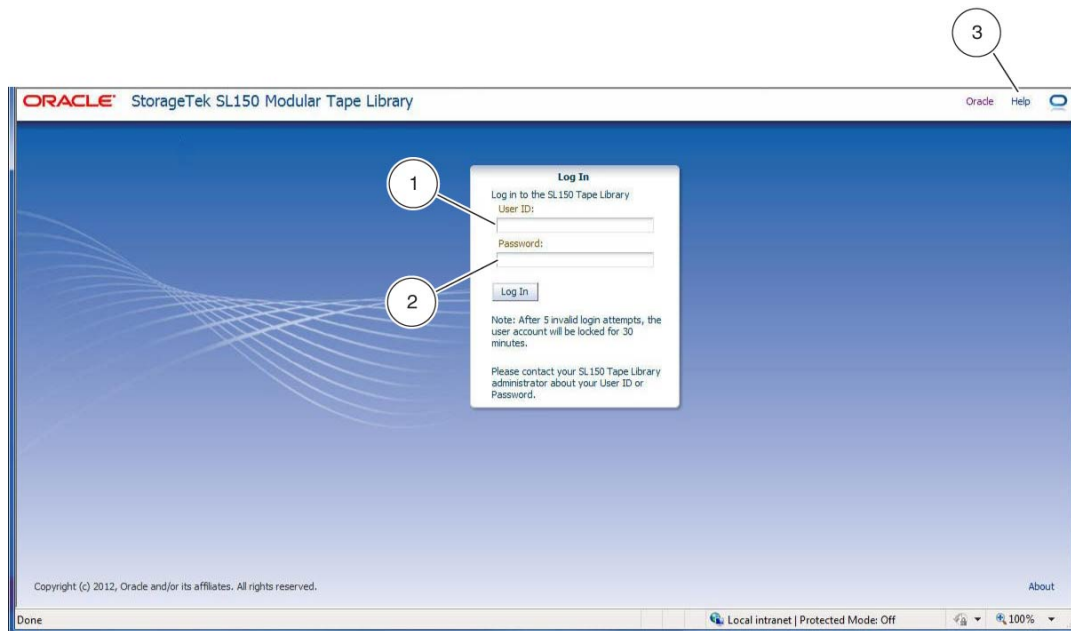 3
ORACLE® StorageTek SL150 Modular Tape Library
Oracle Help
1
Log In
Log in to the SL150 Tape Library
User ID:
Password:
2
Log In
Note: After 5 invalid login attempts, the
user account will be locked for 30
minutes.
Please contact your SL150 Tape Library
administrator about your User ID or
Password.
Copyright (c) 2012, Oracle and/or its affiliates. All rights reserved.
About
Done
Local intranet | Protected Mode: Off
100%